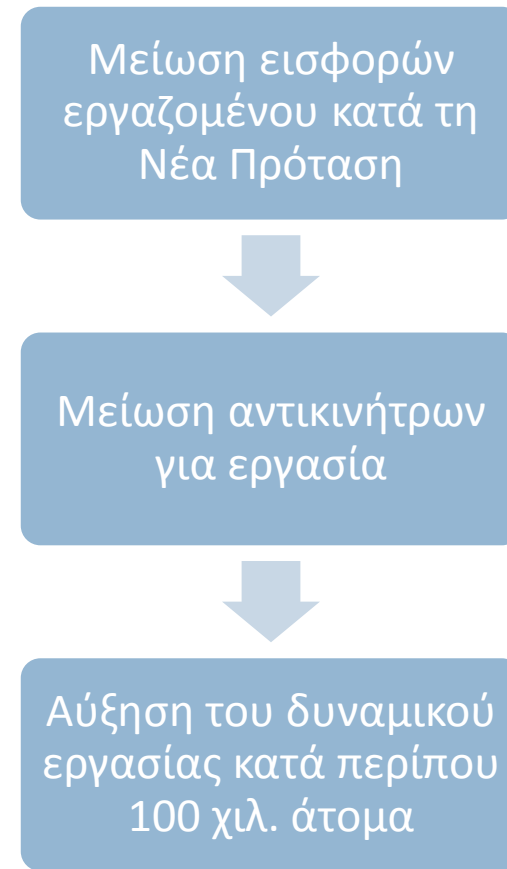 Μείωση εισφορών
εργαζομένου κατά τη
Νέα Πρόταση
Μείωση αντικινήτρων
για εργασία
Αύξηση του δυναμικού
εργασίας κατά περίπου
100 χιλ. άτομα